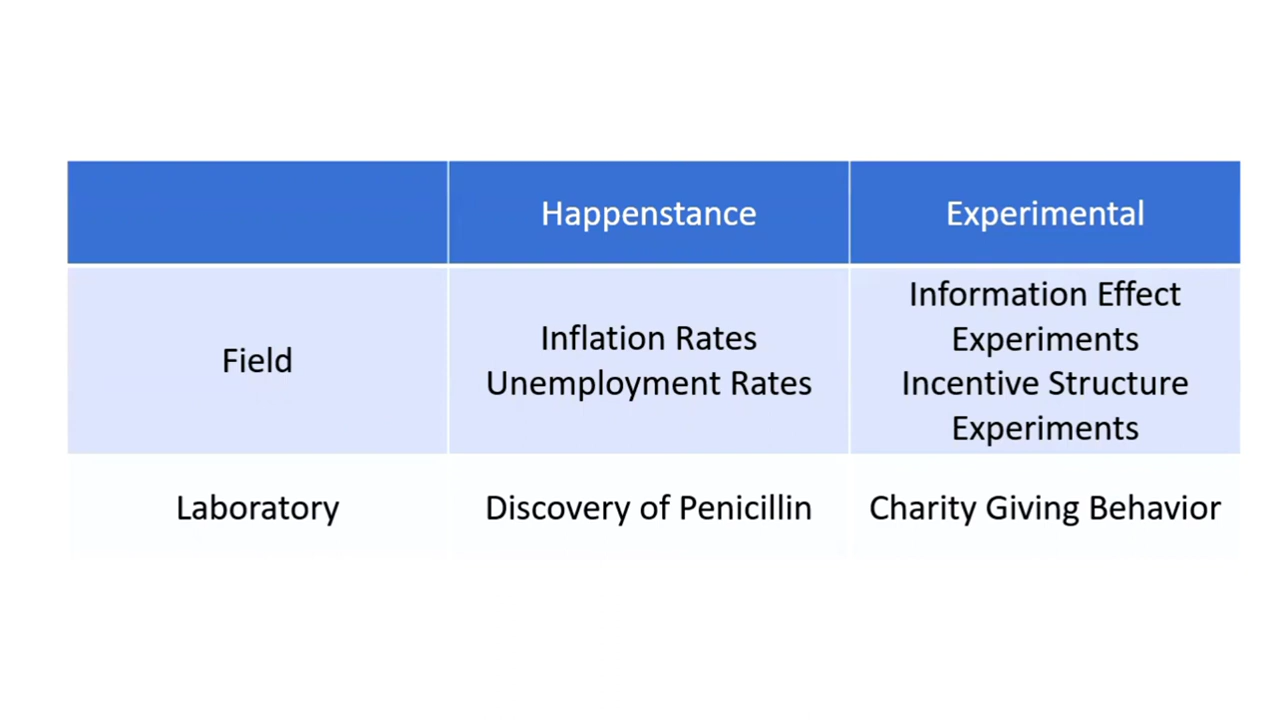 Happenstance
Experimental
Field
Inflation Rates
Unemployment Rates
Information Effect
Experiments
Incentive Structure
Experiments
Laboratory
Discovery of Penicillin
Charity Giving Behavior